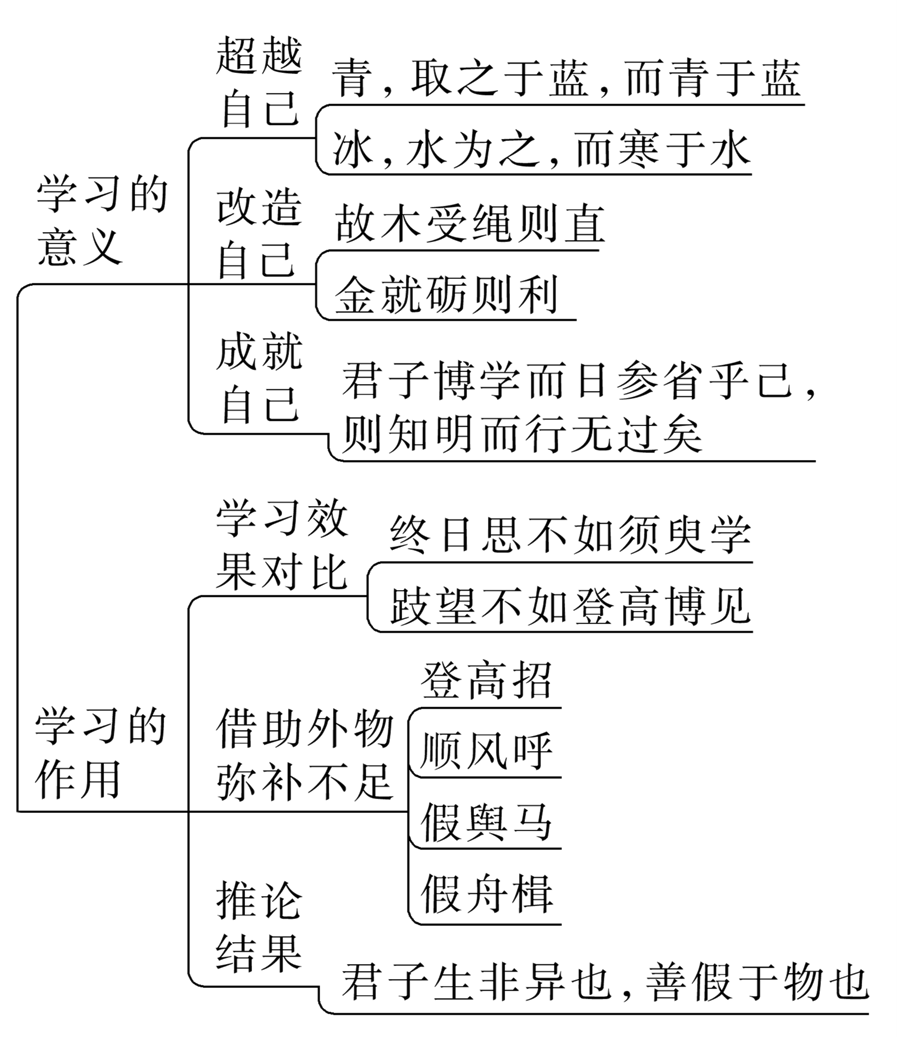 学习的
意义
超越
自己
青，取之于蓝，而青于蓝
冰，水为之，而寒于水
改造
自己
故木受绳则直
金就砺则利
成就
自己
君子博学而日参省乎己，
则知明而行无过矣
学习的
作用
学习效
果对比
终日思不如须臾学
跂望不如登高博见
借助外物
弥补不足
登高招
顺风呼
假舆马
假舟楫
推论
结果
君子生非异也，善假于物也